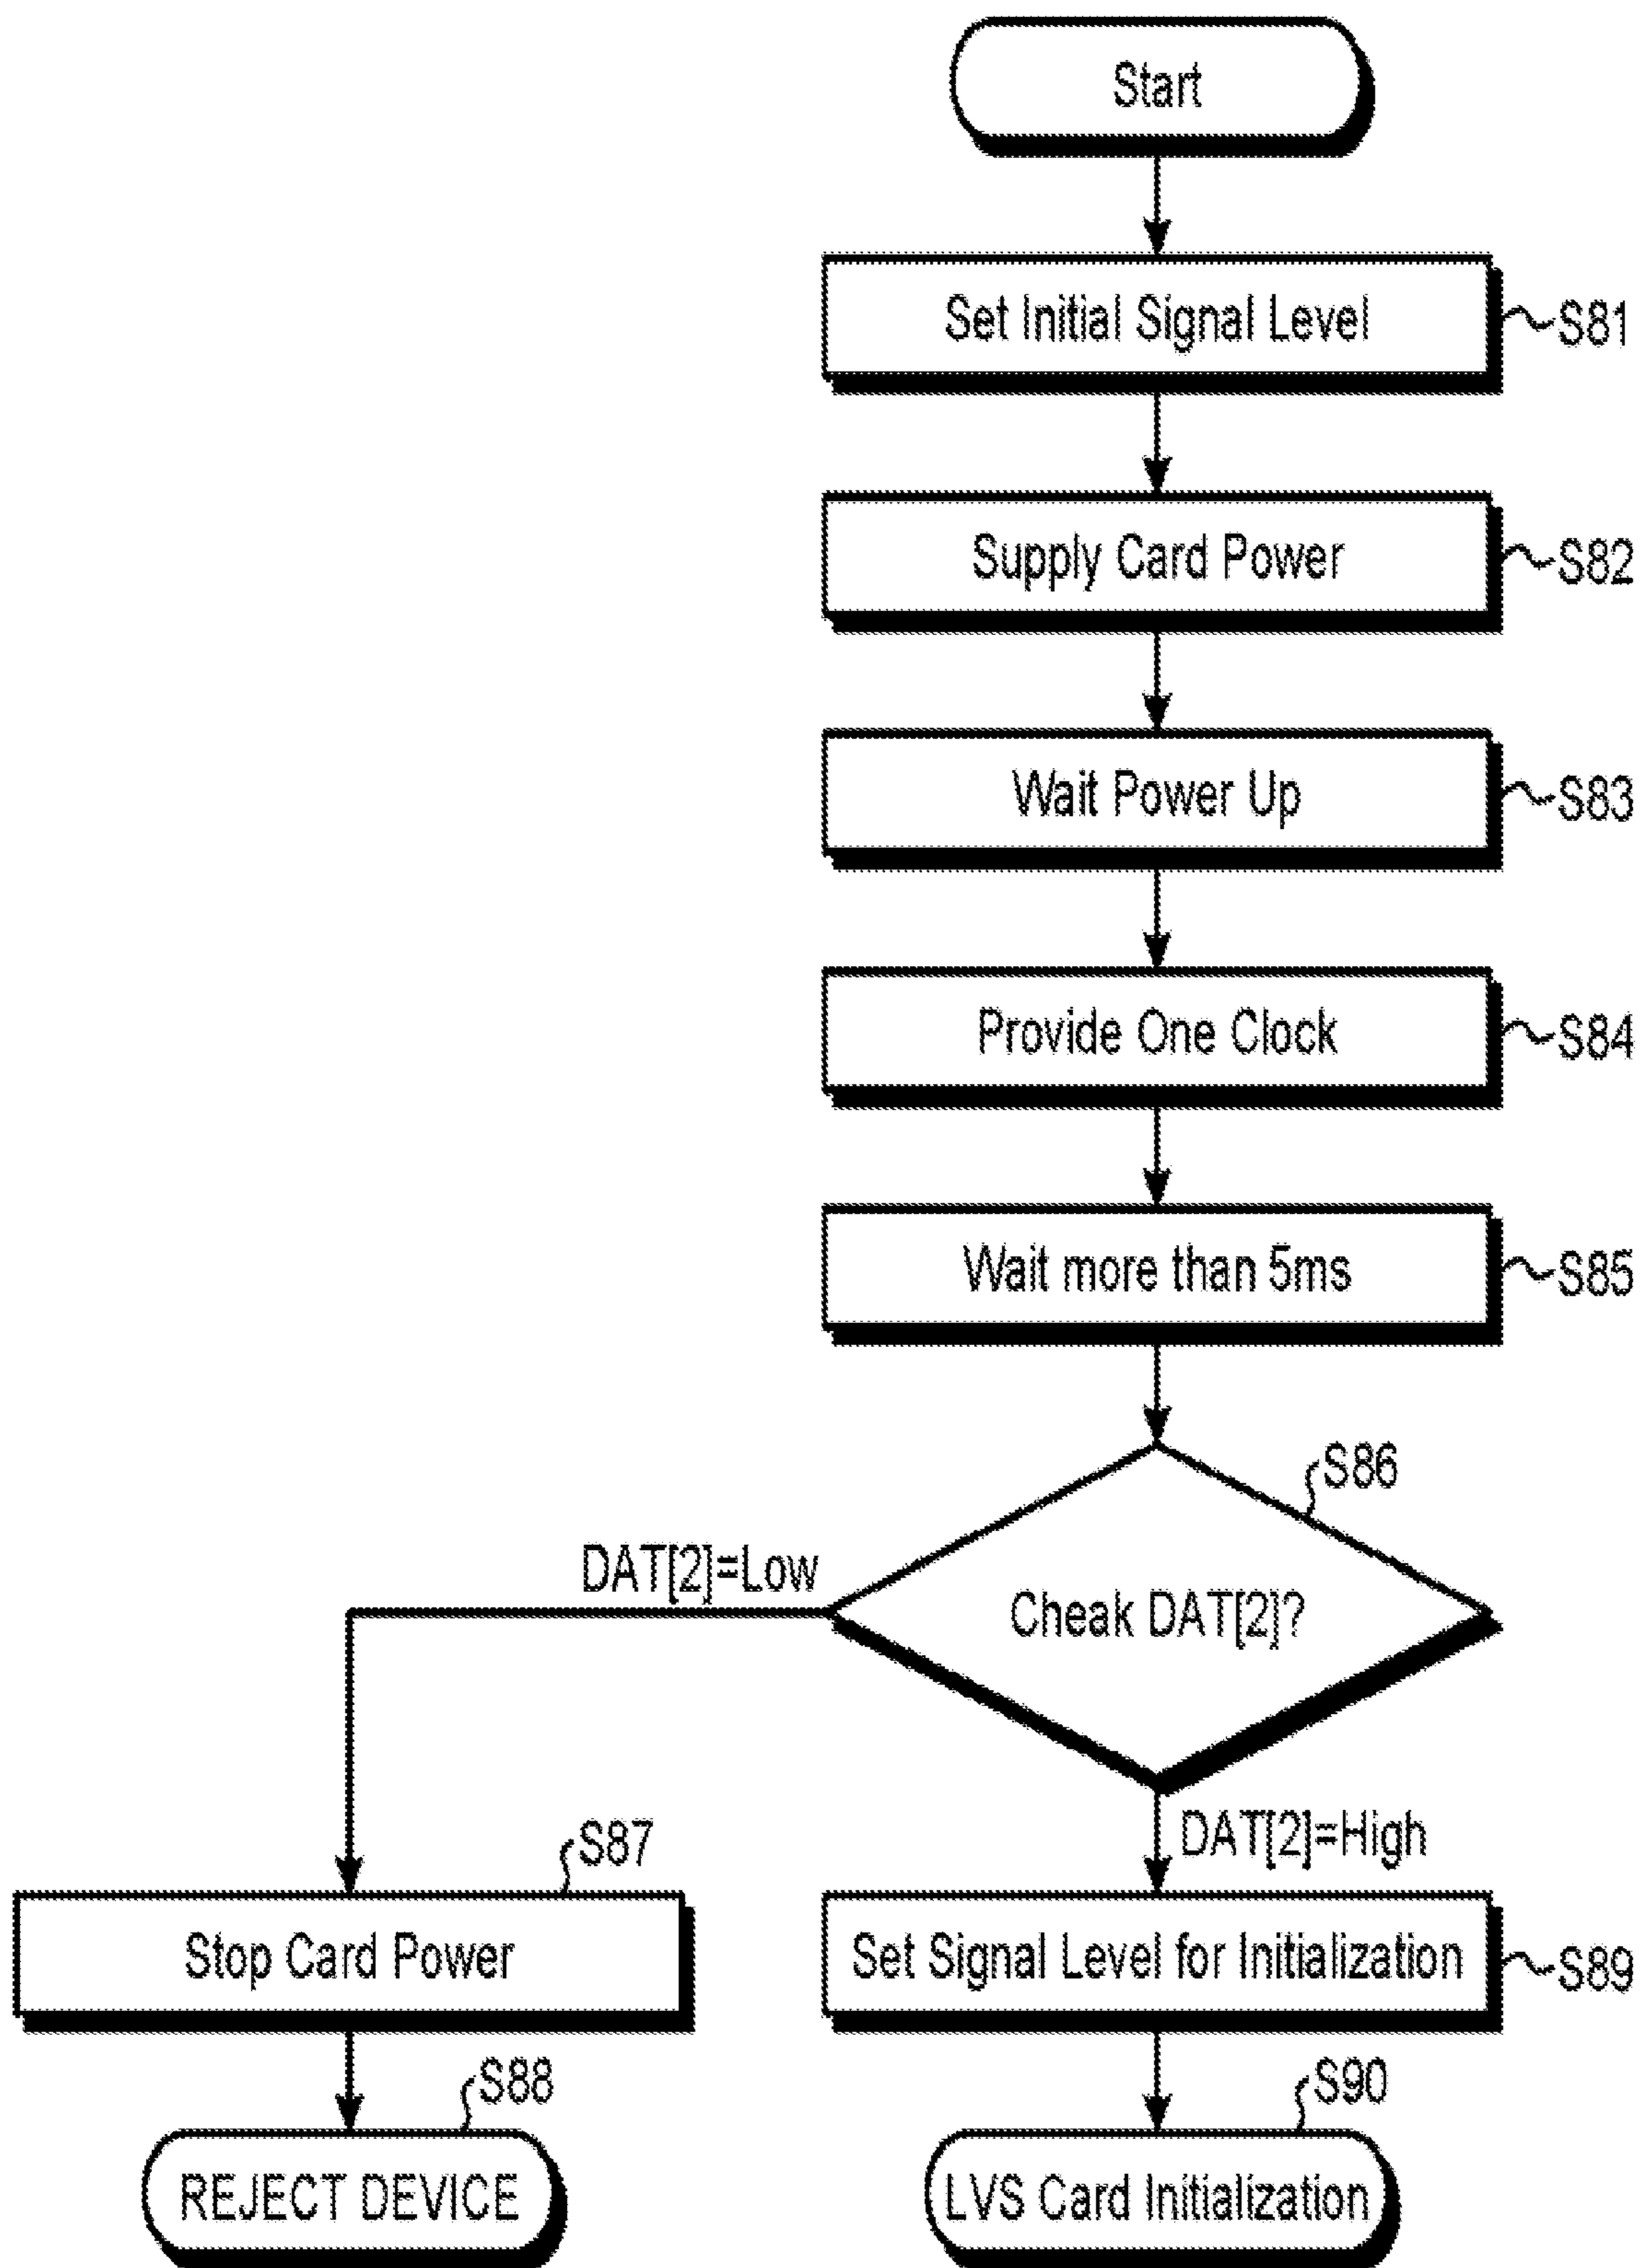 Start
Set Initial Signal Level
S81
Supply Card Power
S82
Wait Power Up
S83
Provide One Clock
S84
Wait more than 5ms
S85
S86
DAT[2]=Low
Cheak DAT[2]?
DAT[2]=High
S87
Stop Card Power
Set Signal Level for Initialization
S89
S88
S90
REJECT DEVICE
LVS Card Initialization